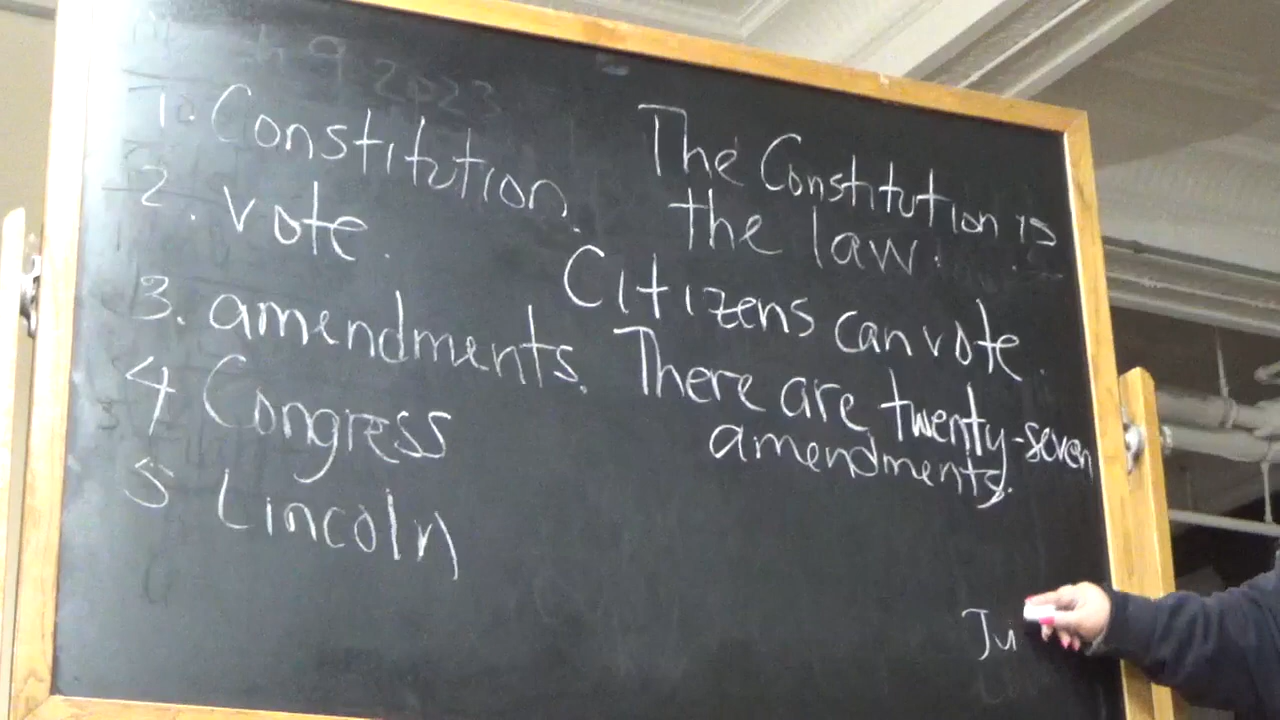 h 9 2023
1. Constitution.
2. vote.
3. amendments.
4 Congress
5 Lincoln
The Constitution is
the law.
Citizens can vote.
There are twenty-seven
amendments.
Ju